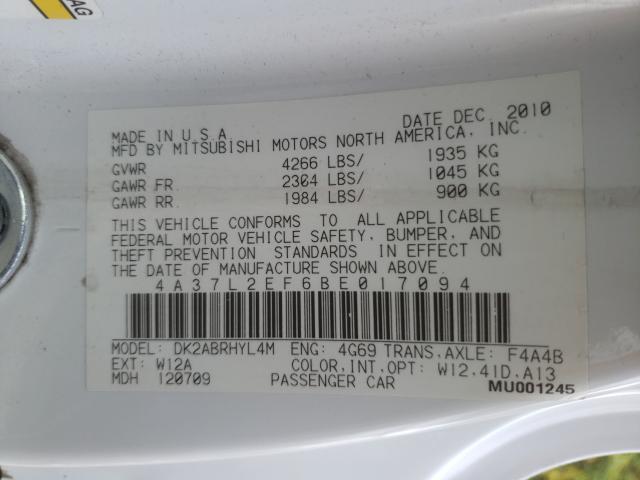 AG
DATE DEC. 2010
MADE IN U.S.A
MFD BY MITSUBISHI MOTORS NORTH AMERICA, INC.
GVWR 4266 LBS/ 1935 KG
GAWR FR. 2304 LBS/ 1045 KG
GAWR RR. 1984 LBS/ 900 KG
THIS VEHICLE CONFORMS TO ALL APPLICABLE
FEDERAL MOTOR VEHICLE SAFETY, BUMPER, AND
THEFT PREVENTION STANDARDS IN EFFECT ON
THE DATE OF MANUFACTURE SHOWN ABOVE.
4A37L2EF6BE017094
MODEL: DK2ABRHYL4M ENG: 4G69 TRANS,AXLE: F4A4B
EXT: W12A COLOR,INT,OPT: W12.41D.A13
MDH 120709 PASSENGER CAR MU001245